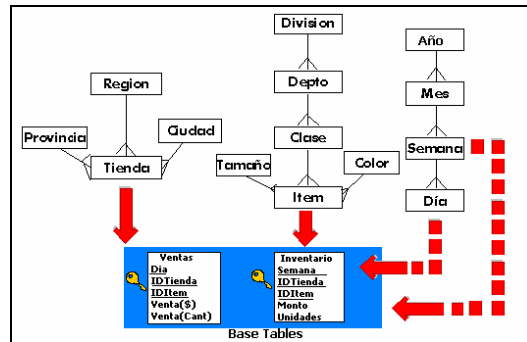 Division
Año
Region
Depto
Mes
Provincia
Ciudad
Clase
Semana
Tienda
Tamaño
Color
Item
Día
Ventas
Dia
IDTienda
IDItem
Venta($)
Venta(Cant)
Inventario
Semana
IDTienda
IDItem
Monto
Unidades
Base Tables